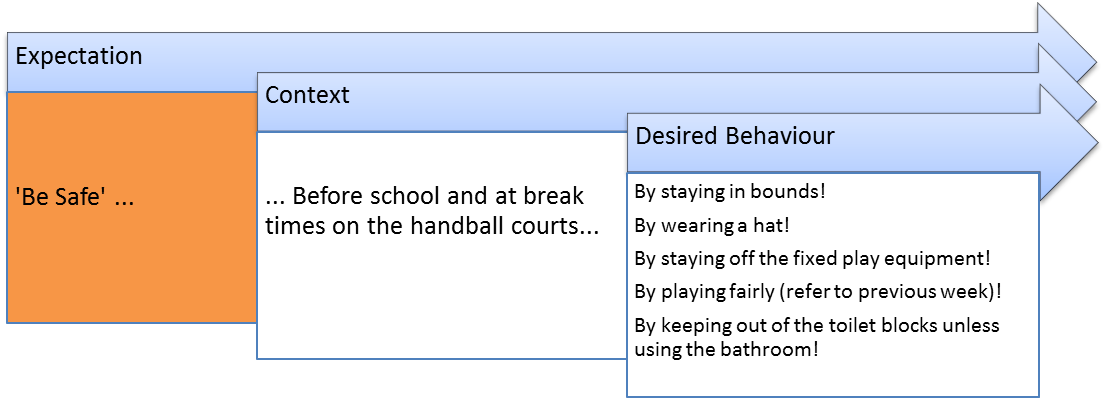 Expectation
'Be Safe' ...
Context
... Before school and at break
times on the handball courts...
Desired Behaviour
By staying in bounds!
By wearing a hat!
By staying off the fixed play equipment!
By playing fairly (refer to previous week)!
By keeping out of the toilet blocks unless
using the bathroom!